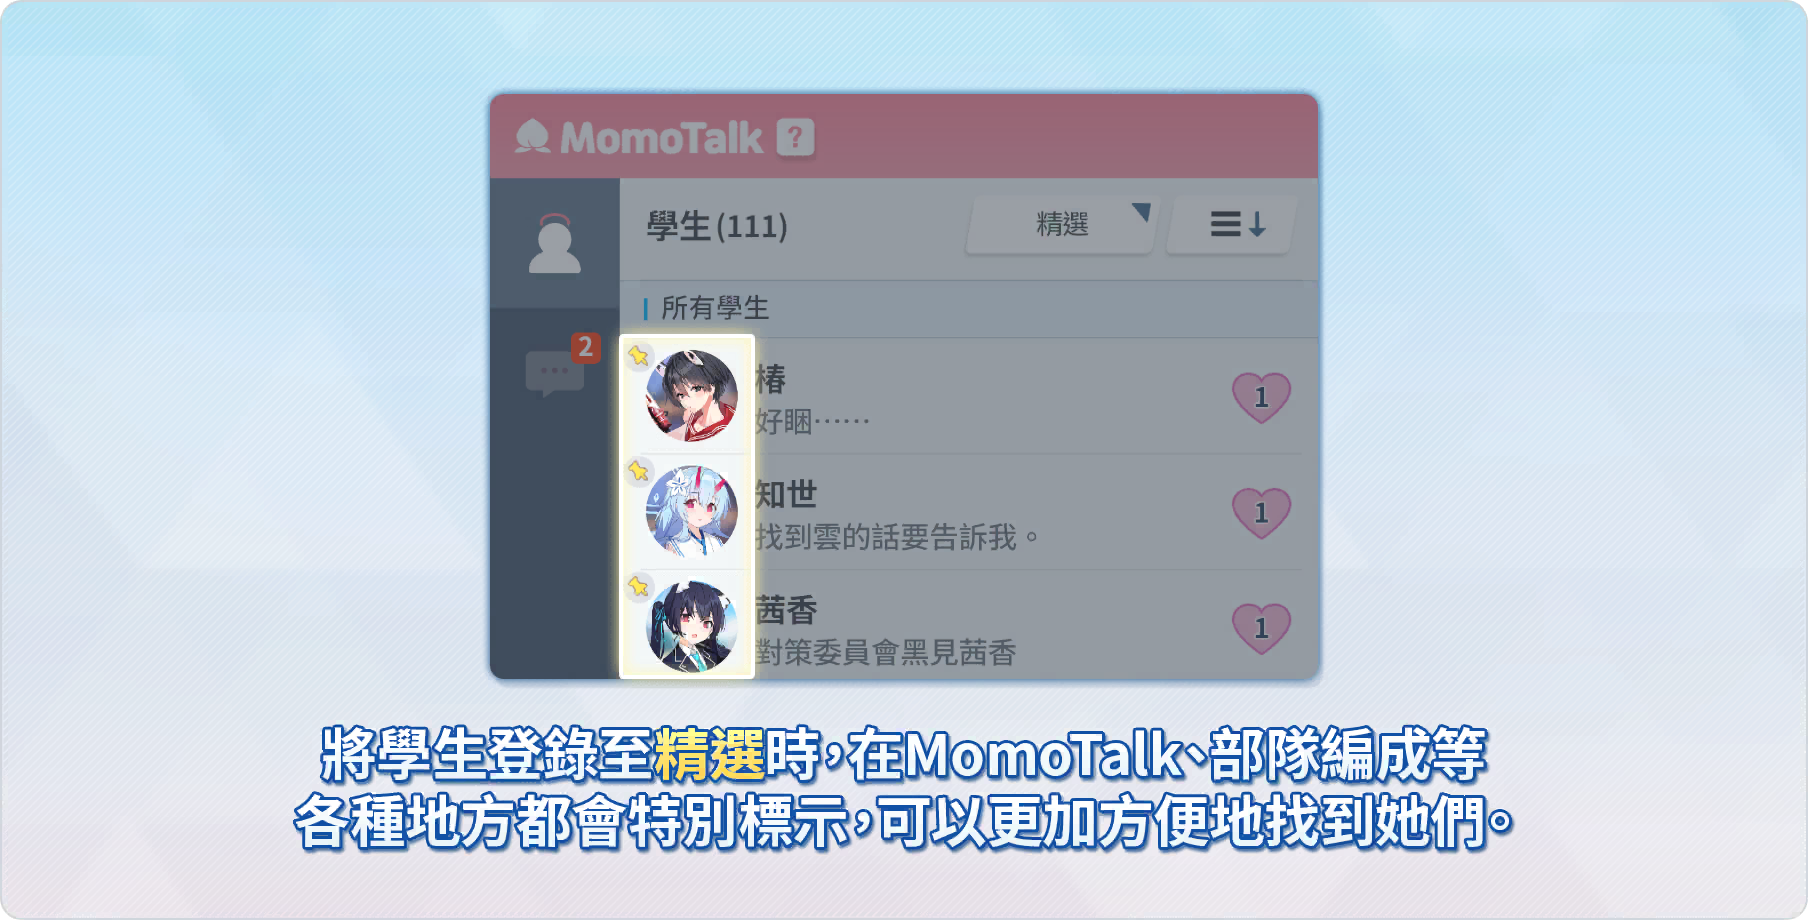 MomoTalk ?
學生(111)
精選
所有學生
2
椿
好睏⋯⋯
1
知世
找到雲的話要告訴我。
1
茜香
對策委員會黑見茜香
1
將學生登錄至精選時，在MomoTalk、部隊編成等
各種地方都會特別標示，可以更加方便地找到她們。